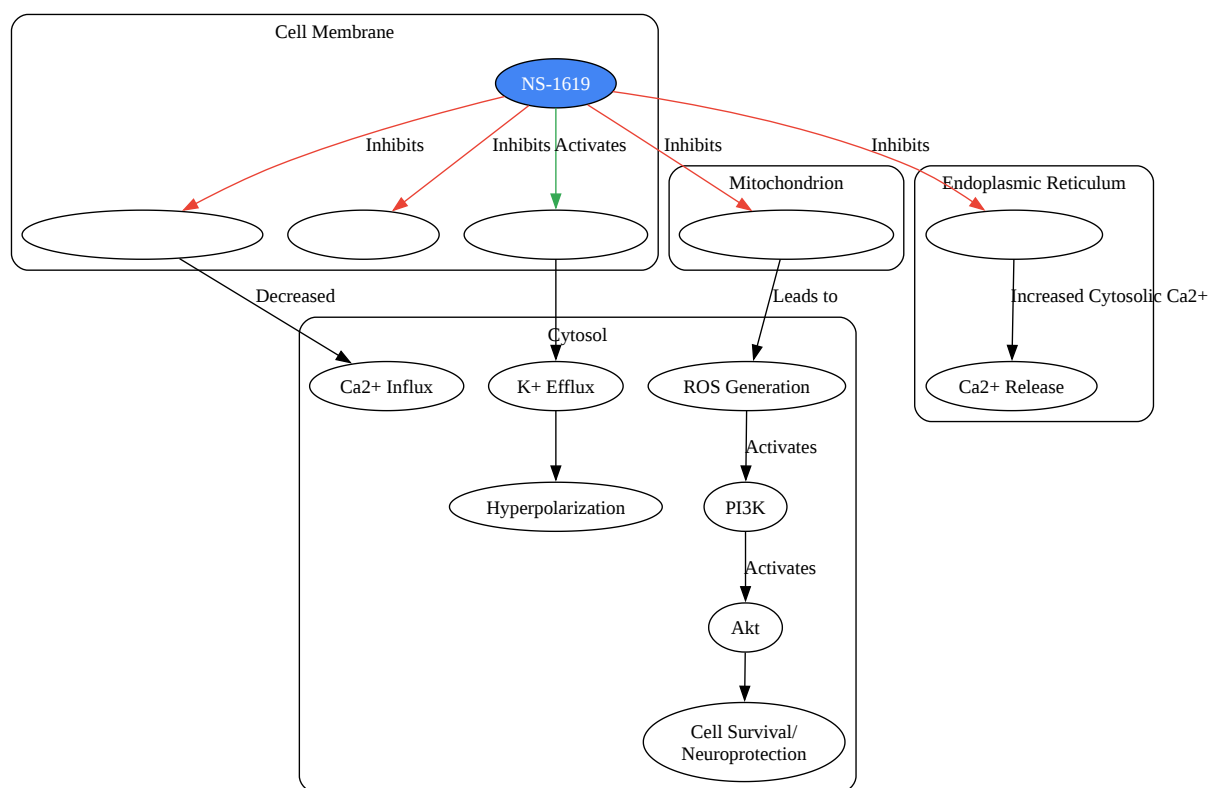 Cell Membrane
NS-1619
Inhibits
Inhibits
Activates
Inhibits
Inhibits
Mitochondrion
Endoplasmic Reticulum
Decreased
Leads to
Increased Cytosolic Ca2+
Cytosol
Ca2+ Influx
K+ Efflux
ROS Generation
Ca2+ Release
Activates
Hyperpolarization
PI3K
Activates
Akt
Cell Survival/
Neuroprotection